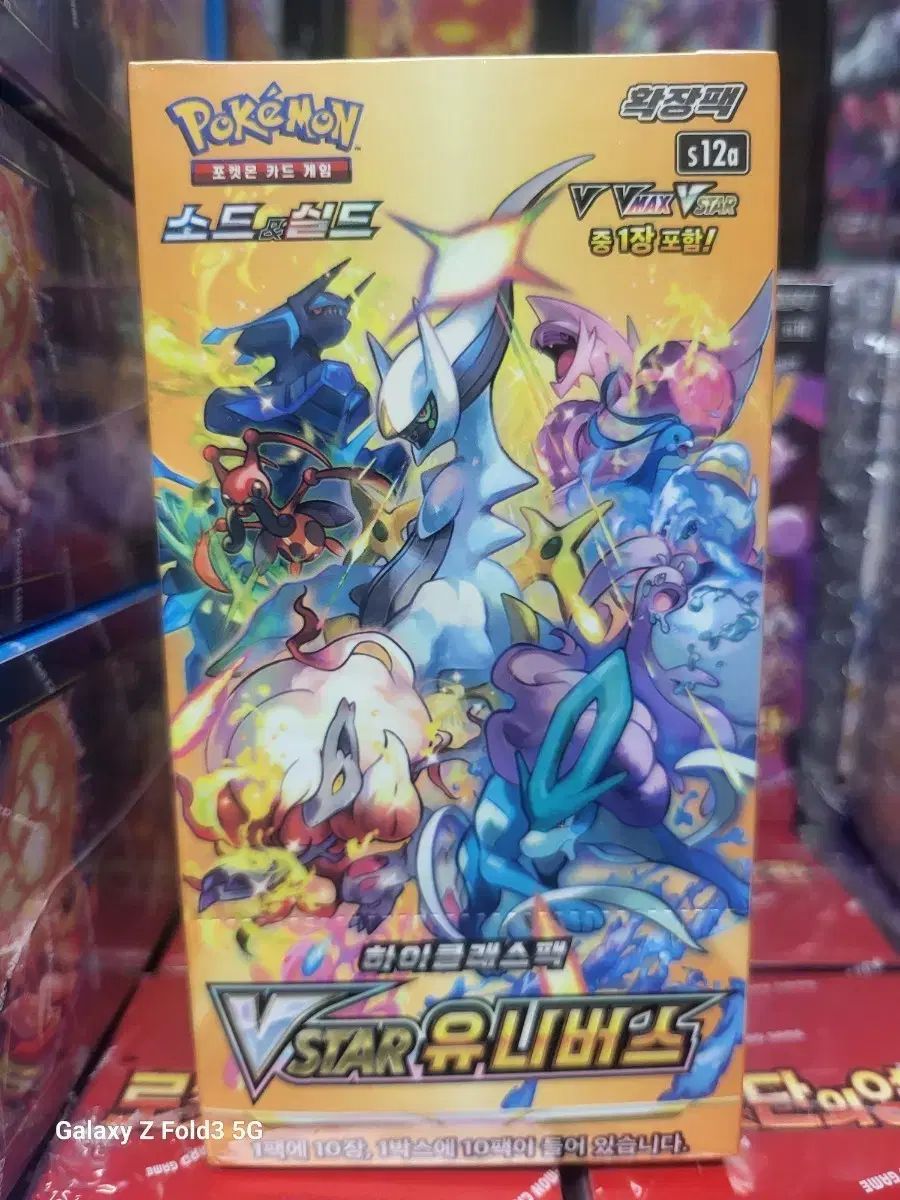 POKéMON
포켓몬 카드 게임
소드&실드
확장팩
s12a
V VMAX VSTAR
중 1장 포함!
하이클래스팩
VSTAR 유니버스
1팩에 10장, 1박스에 10팩이 들어 있습니다.
Galaxy Z Fold3 5G